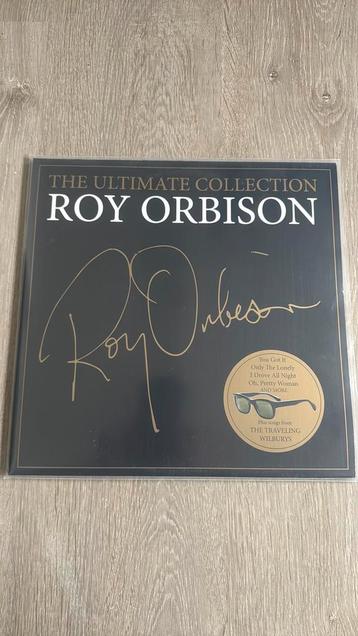 THE ULTIMATE COLLECTION
ROY ORBISON
Roy Orbison
You Got It
Only The Lonely
I Drove All Night
Oh, Pretty Woman
AND MORE
Plus songs from
THE TRAVELING
WILBURYS